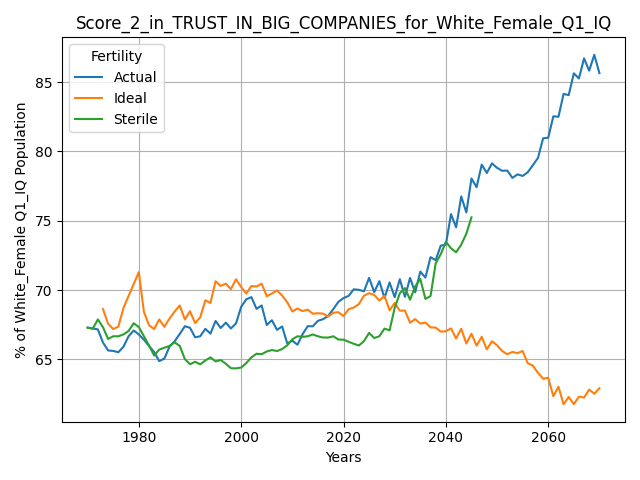 Score_2_in_TRUST_IN_BIG_COMPANIES_for_White_Female_Q1_IQ
Fertility
Actual
Ideal
Sterile
% of White_Female Q1_IQ Population
85
80
75
70
65
1980
2000
2020
2040
2060
Years